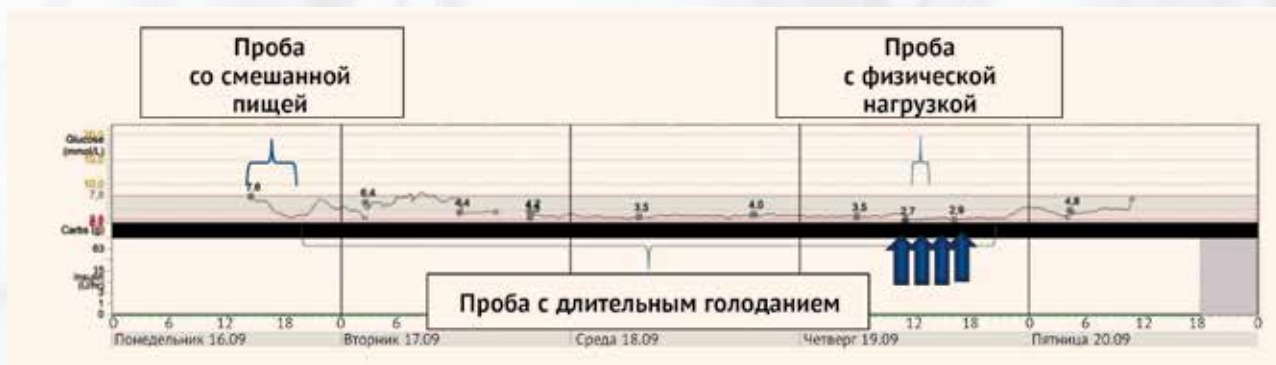 Проба
со смешанной
пищей
Проба
с физической
нагрузкой
Glucose
(mmol/L)
10,0
7,8
7,6
6,4
4,4
4,2
3,5
4,0
3,5
2,7
2,9
4,8
Carbs (g)
63
Проба с длительным голоданием
0 6 12 18 0 6 12 18 0 6 12 18 0
Понедельник 16.09 Вторник 17.09 Среда 18.09 Четверг 19.09 Пятница 20.09